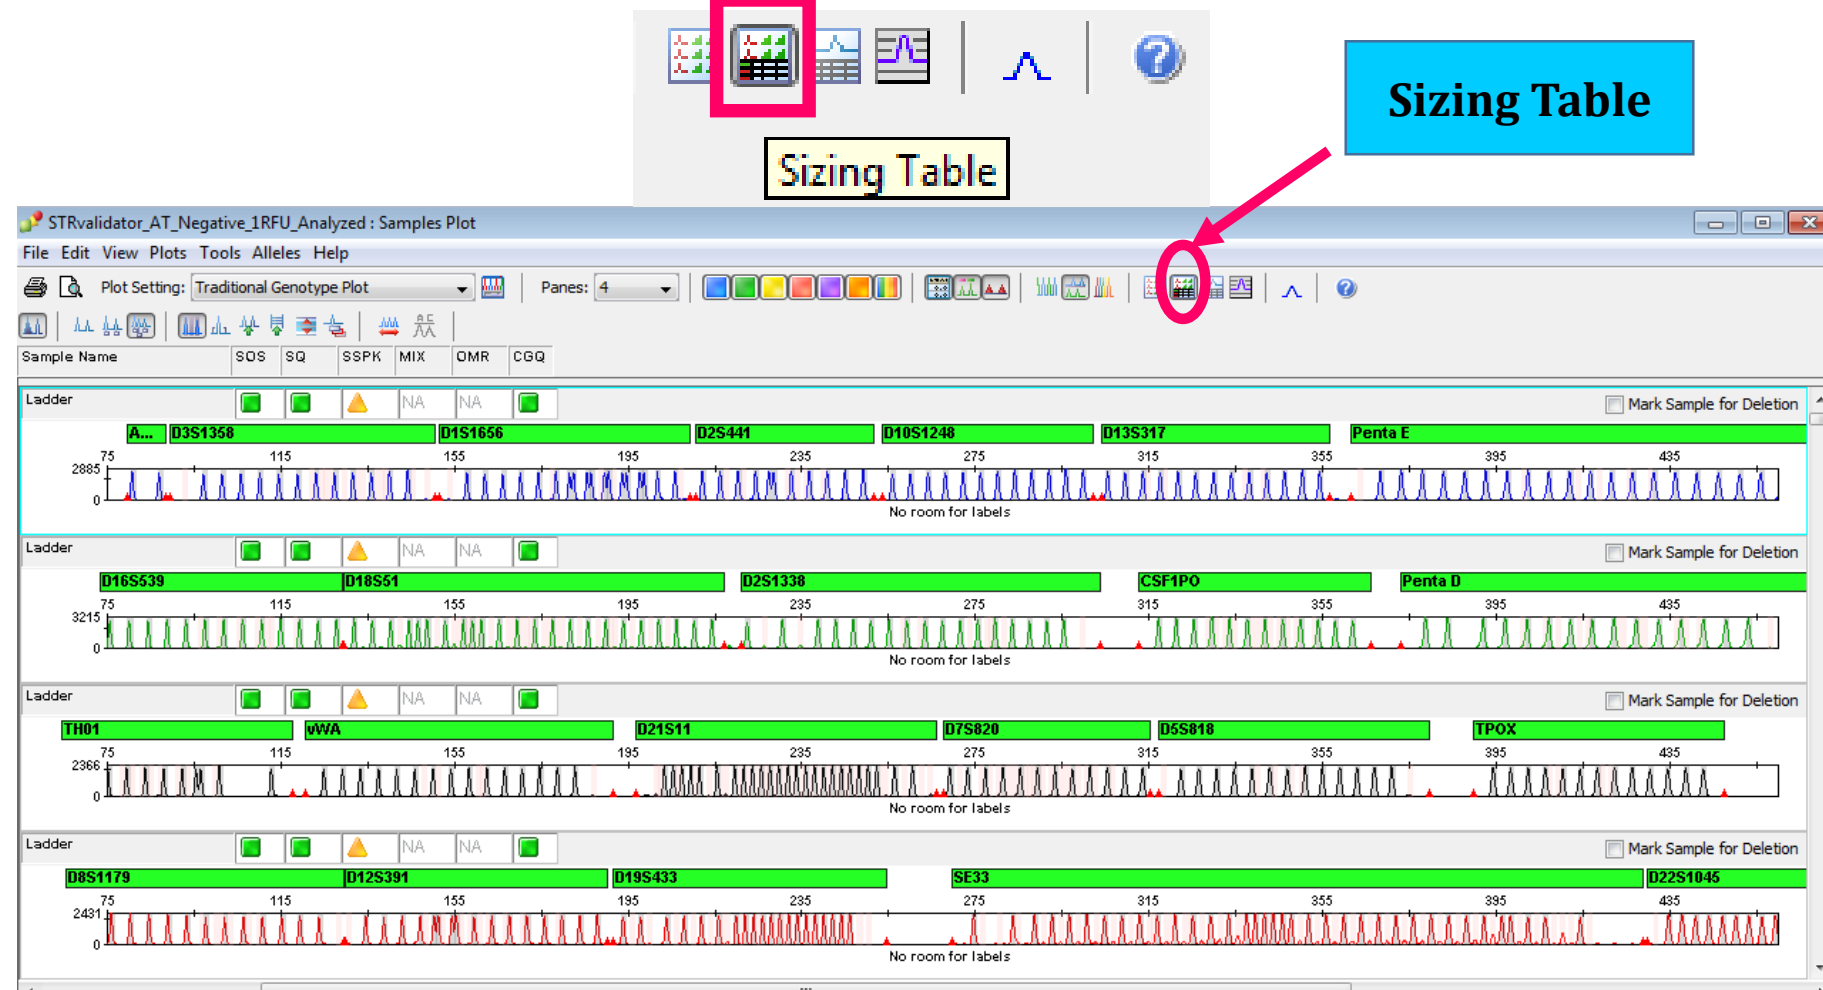 Sizing Table
Sizing Table
STRvalidator_AT_Negative_1RFU_Analyzed : Samples Plot
File Edit View Plots Tools Alleles Help
Plot Setting: Traditional Genotype Plot Panes: 4
Sample Name SOS SQ SSPK MIX OMR CGQ
Ladder NA NA Mark Sample for Deletion
A... D3S1358 D1S1656 D2S441 D10S1248 D13S317 Penta E
75 115 155 195 235 275 315 355 395 435
2885
0
No room for labels
Ladder NA NA Mark Sample for Deletion
D16S539 D18S51 D2S1338 CSF1PO Penta D
75 115 155 195 235 275 315 355 395 435
3215
0
No room for labels
Ladder NA NA Mark Sample for Deletion
TH01 vWA D21S11 D7S820 D5S818 TPOX
75 115 155 195 235 275 315 355 395 435
2366
0
No room for labels
Ladder NA NA Mark Sample for Deletion
D8S1179 D12S391 D19S433 SE33 D22S1045
75 115 155 195 235 275 315 355 395 435
2431
0
No room for labels